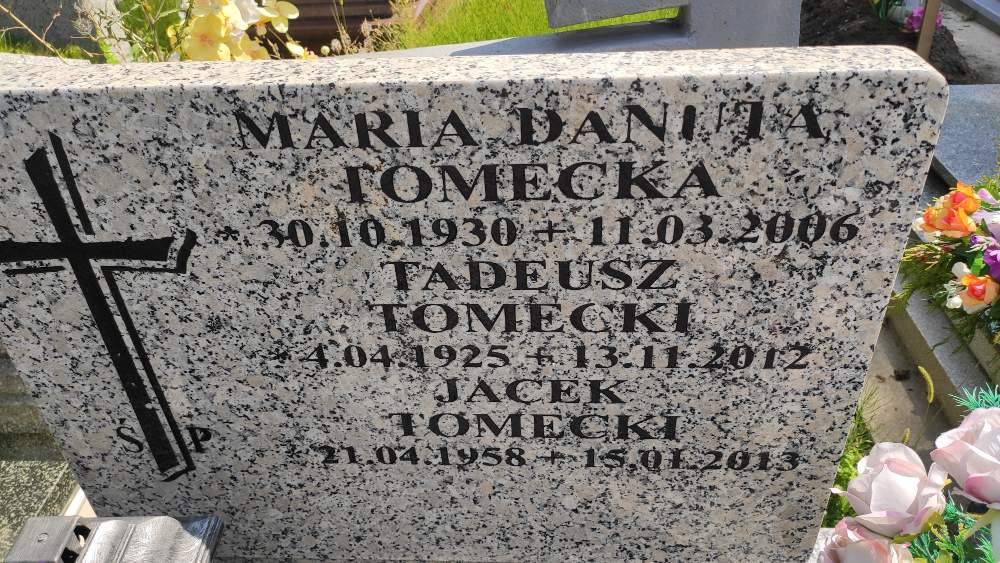 MARIA DANUTA
TOMECKA
* 30.10.1930 + 11.03.2006
TADEUSZ
TOMECKI
* 4.04.1925 + 13.11.2012
JACEK
TOMECKI
* 21.04.1958 + 15.01.2013
Ś P